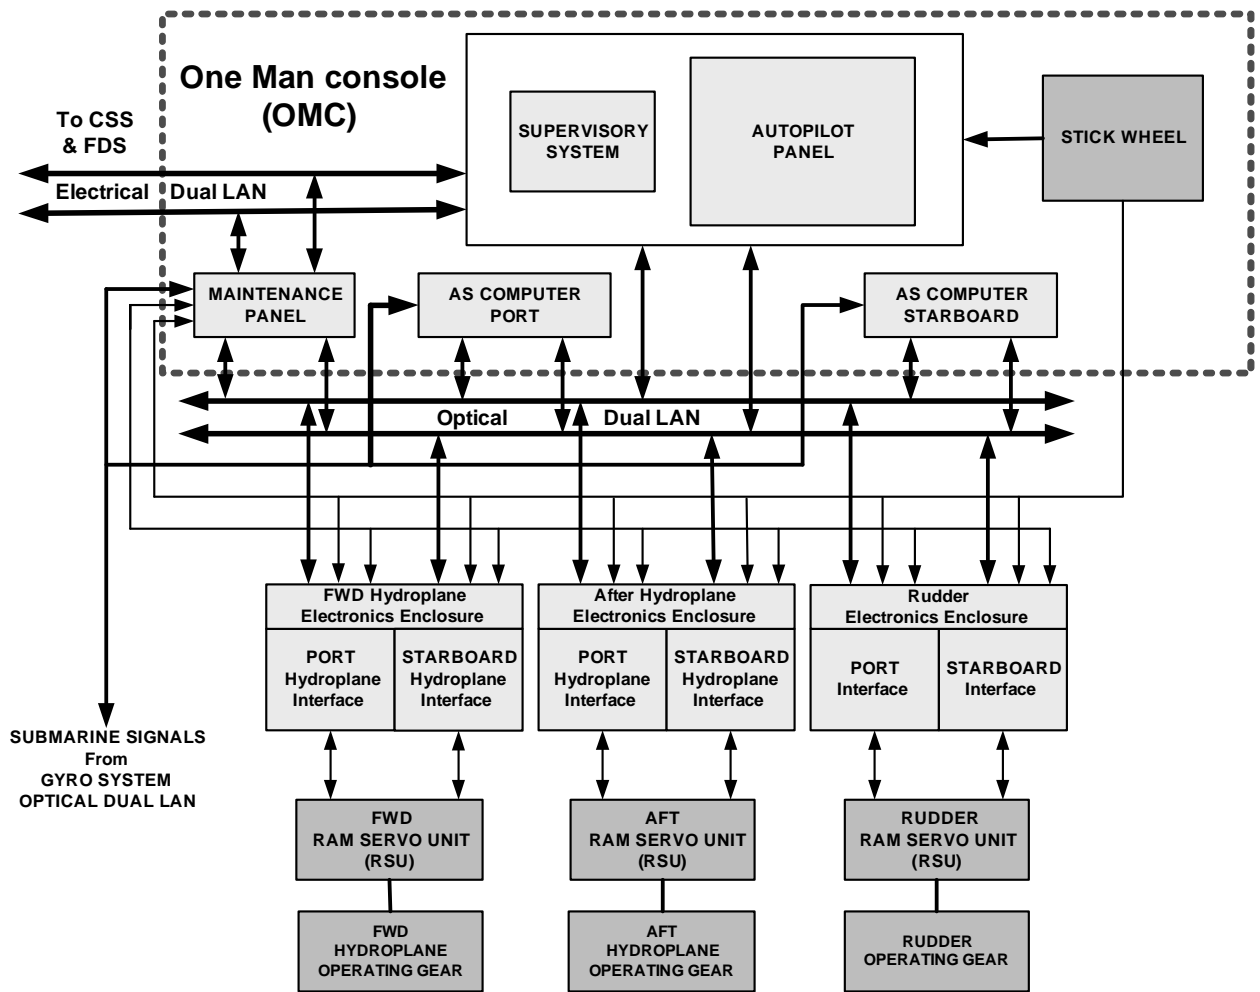 One Man console
(OMC)
To CSS
& FDS
Electrical Dual LAN
SUPERVISORY
SYSTEM
AUTOPILOT
PANEL
STICK WHEEL
MAINTENANCE
PANEL
AS COMPUTER
PORT
AS COMPUTER
STARBOARD
Optical Dual LAN
FWD Hydroplane
Electronics Enclosure
PORT
Hydroplane
Interface
STARBOARD
Hydroplane
Interface
After Hydroplane
Electronics Enclosure
PORT
Hydroplane
Interface
STARBOARD
Hydroplane
Interface
Rudder
Electronics Enclosure
PORT
Interface
STARBOARD
Interface
SUBMARINE SIGNALS
From
GYRO SYSTEM
OPTICAL DUAL LAN
FWD
RAM SERVO UNIT
(RSU)
AFT
RAM SERVO UNIT
(RSU)
RUDDER
RAM SERVO UNIT
(RSU)
FWD
HYDROPLANE
OPERATING GEAR
AFT
HYDROPLANE
OPERATING GEAR
RUDDER
OPERATING GEAR